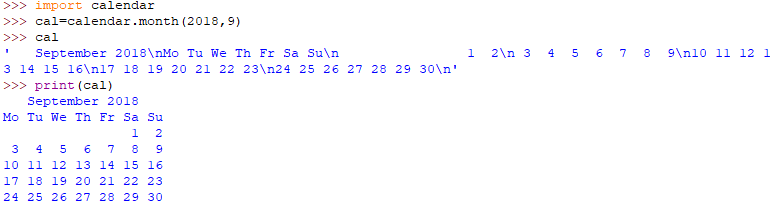 >>> import calendar
>>> cal=calendar.month(2018,9)
>>> cal
'   September 2018\nMo Tu We Th Fr Sa Su\n                1  2\n 3  4  5  6  7  8  9\n10 11 12 1
3 14 15 16\n17 18 19 20 21 22 23\n24 25 26 27 28 29 30\n'
>>> print(cal)
   September 2018
Mo Tu We Th Fr Sa Su
                1  2
 3  4  5  6  7  8  9
10 11 12 13 14 15 16
17 18 19 20 21 22 23
24 25 26 27 28 29 30